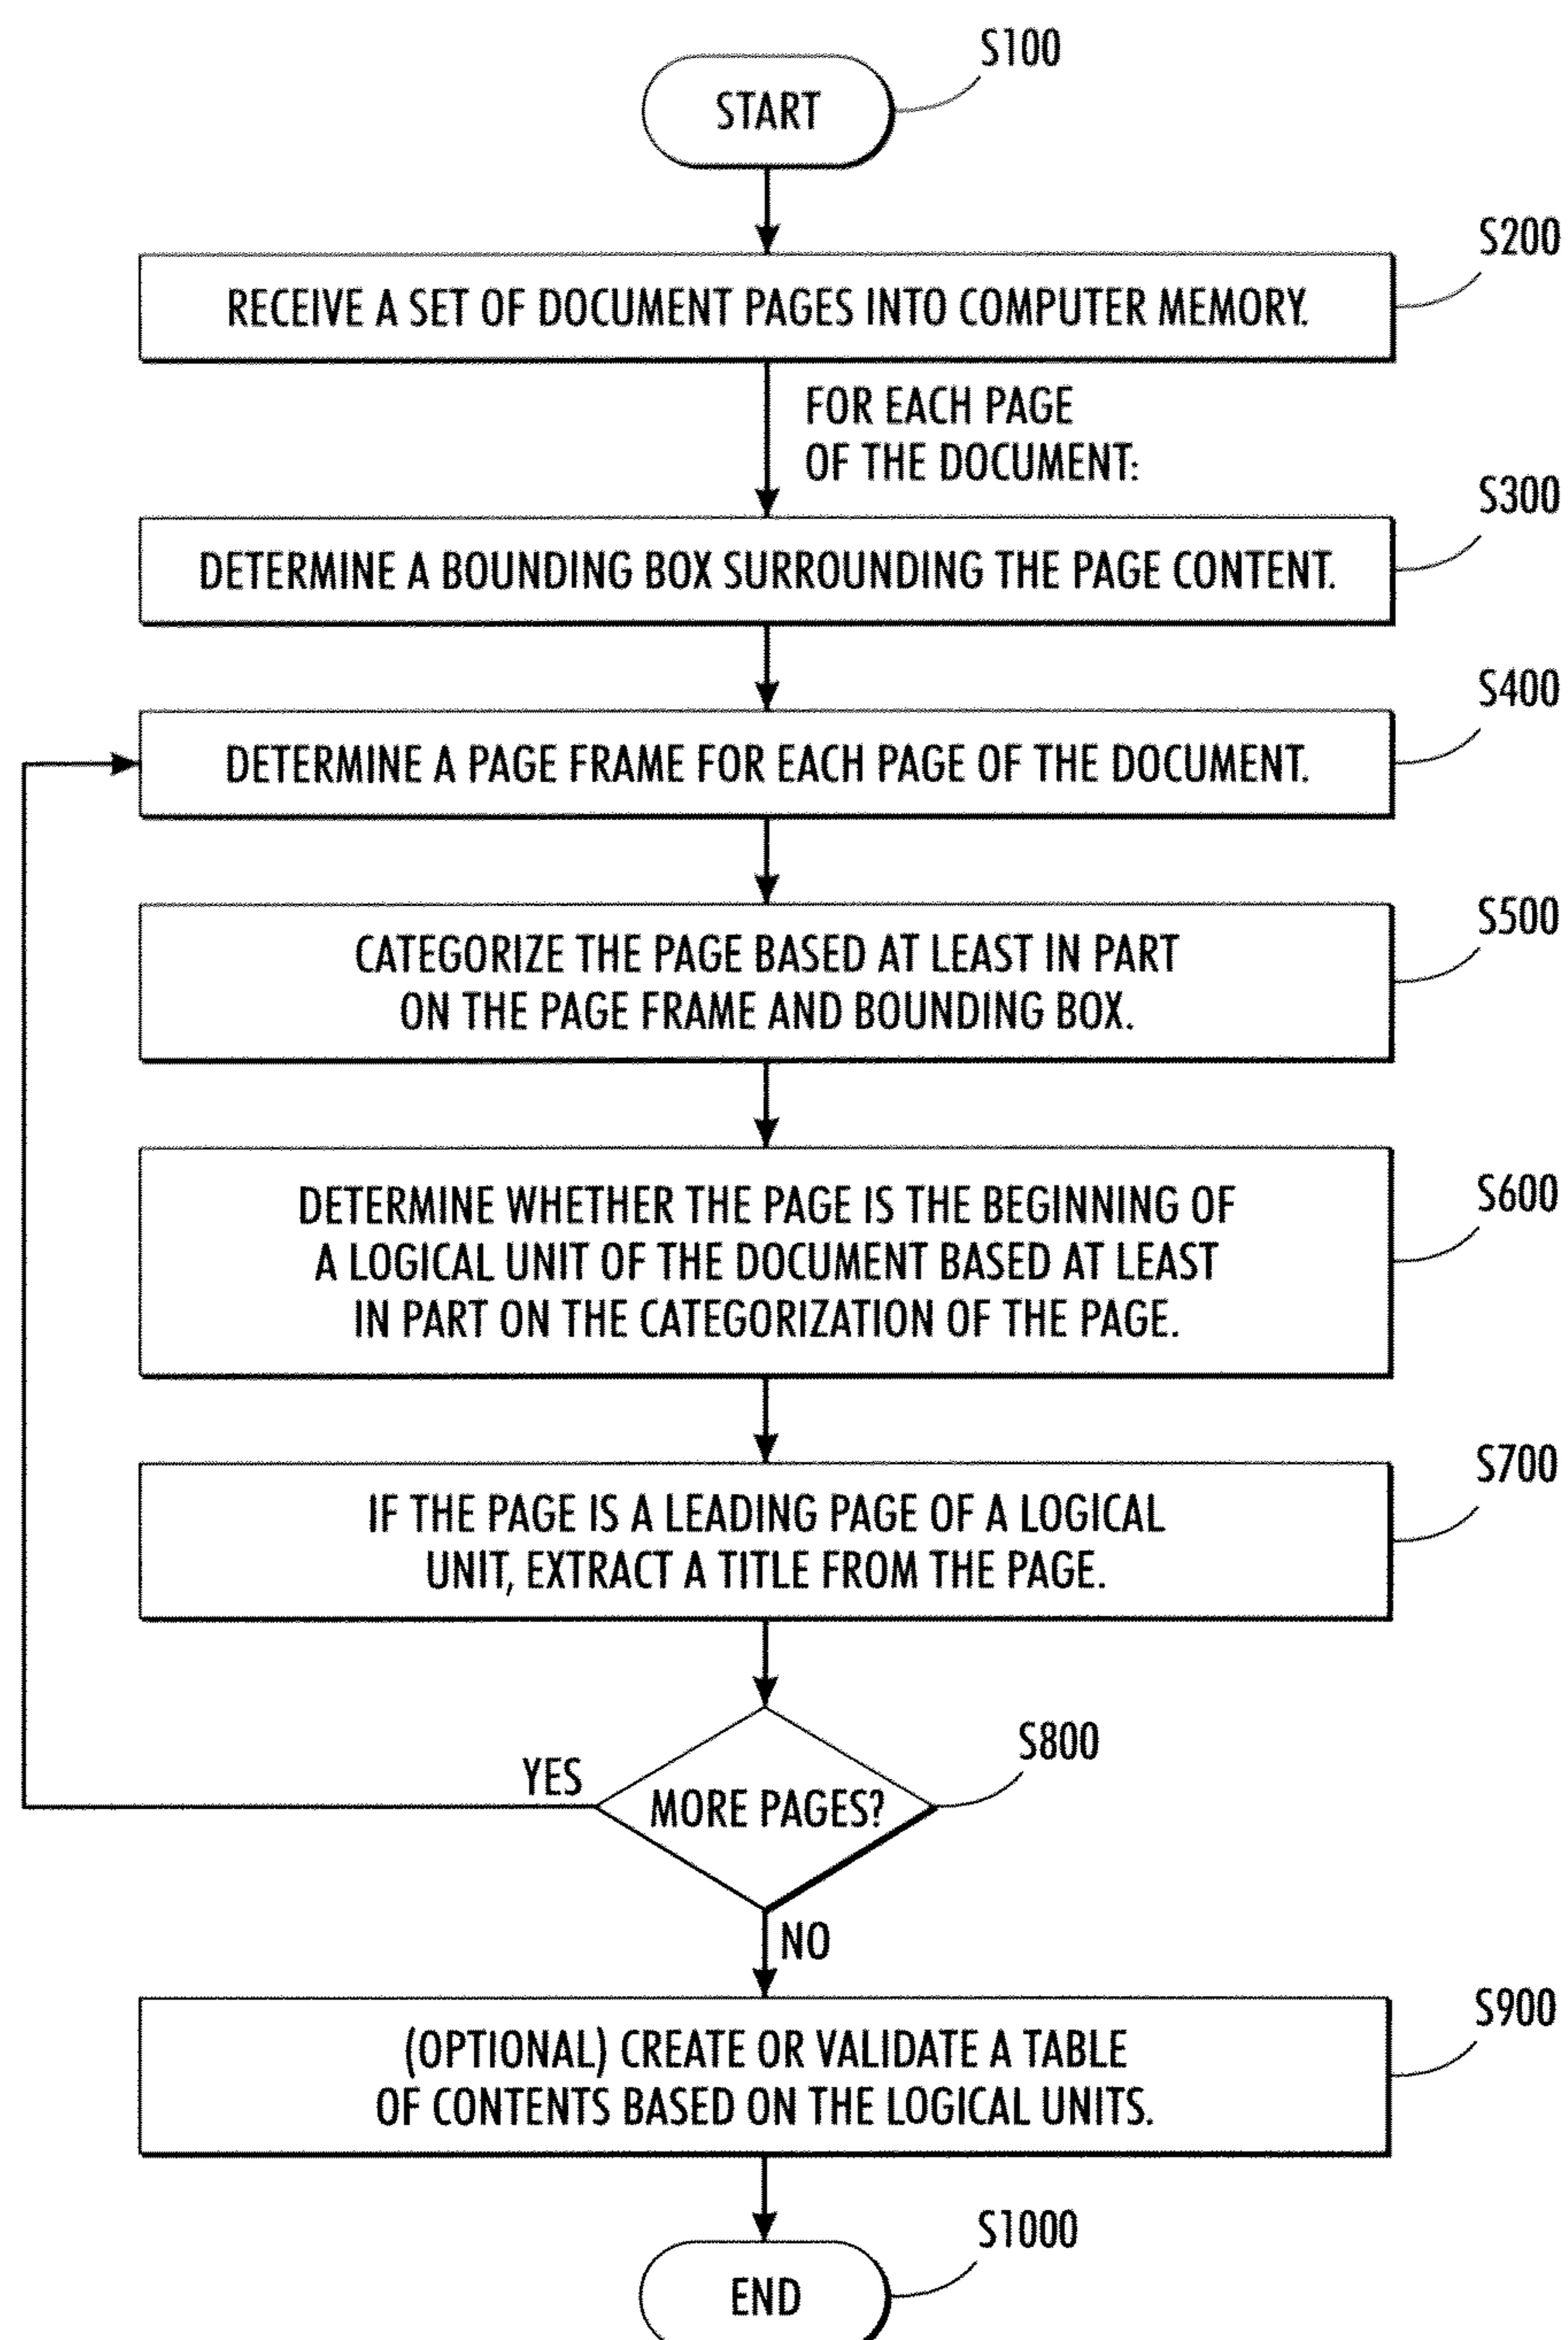 S100
START
S200
RECEIVE A SET OF DOCUMENT PAGES INTO COMPUTER MEMORY.
FOR EACH PAGE
OF THE DOCUMENT:
S300
DETERMINE A BOUNDING BOX SURROUNDING THE PAGE CONTENT.
S400
DETERMINE A PAGE FRAME FOR EACH PAGE OF THE DOCUMENT.
S500
CATEGORIZE THE PAGE BASED AT LEAST IN PART
ON THE PAGE FRAME AND BOUNDING BOX.
S600
DETERMINE WHETHER THE PAGE IS THE BEGINNING OF
A LOGICAL UNIT OF THE DOCUMENT BASED AT LEAST
IN PART ON THE CATEGORIZATION OF THE PAGE.
S700
IF THE PAGE IS A LEADING PAGE OF A LOGICAL
UNIT, EXTRACT A TITLE FROM THE PAGE.
S800
YES
MORE PAGES?
NO
S900
(OPTIONAL) CREATE OR VALIDATE A TABLE
OF CONTENTS BASED ON THE LOGICAL UNITS.
S1000
END